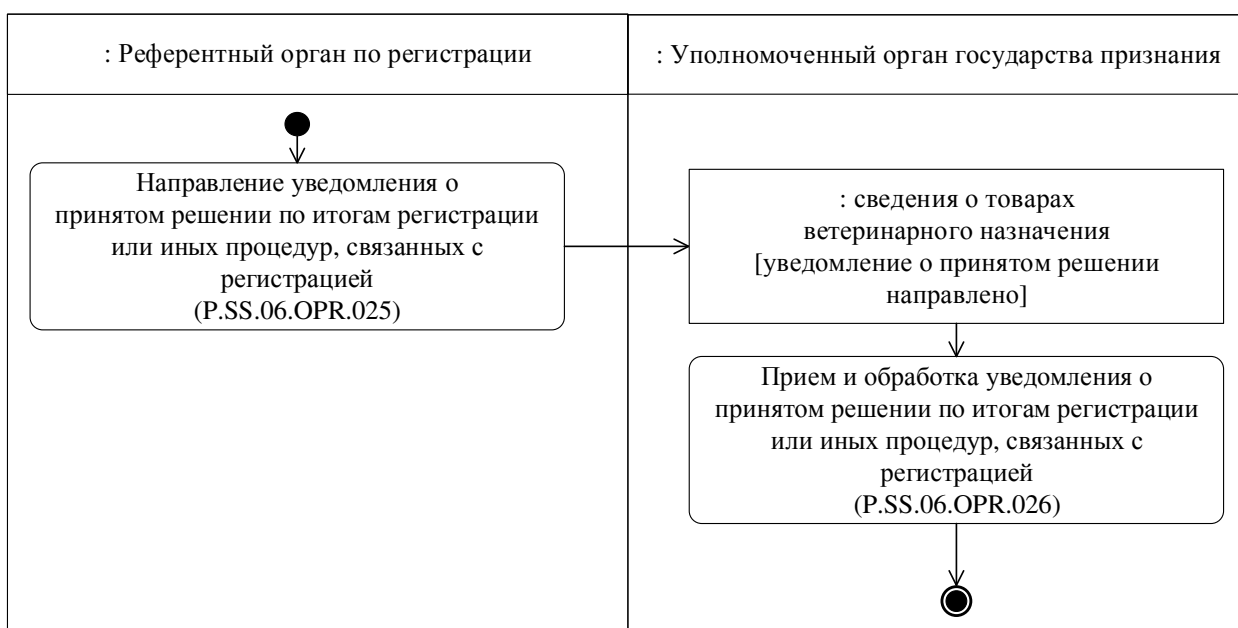 : Референтный орган по регистрации
: Уполномоченный орган государства признания
Направление уведомления о
принятом решении по итогам регистрации
или иных процедур, связанных с
регистрацией
(P.SS.06.OPR.025)
: сведения о товарах
ветеринарного назначения
[уведомление о принятом решении
направлено]
Прием и обработка уведомления о
принятом решении по итогам регистрации
или иных процедур, связанных с
регистрацией
(P.SS.06.OPR.026)